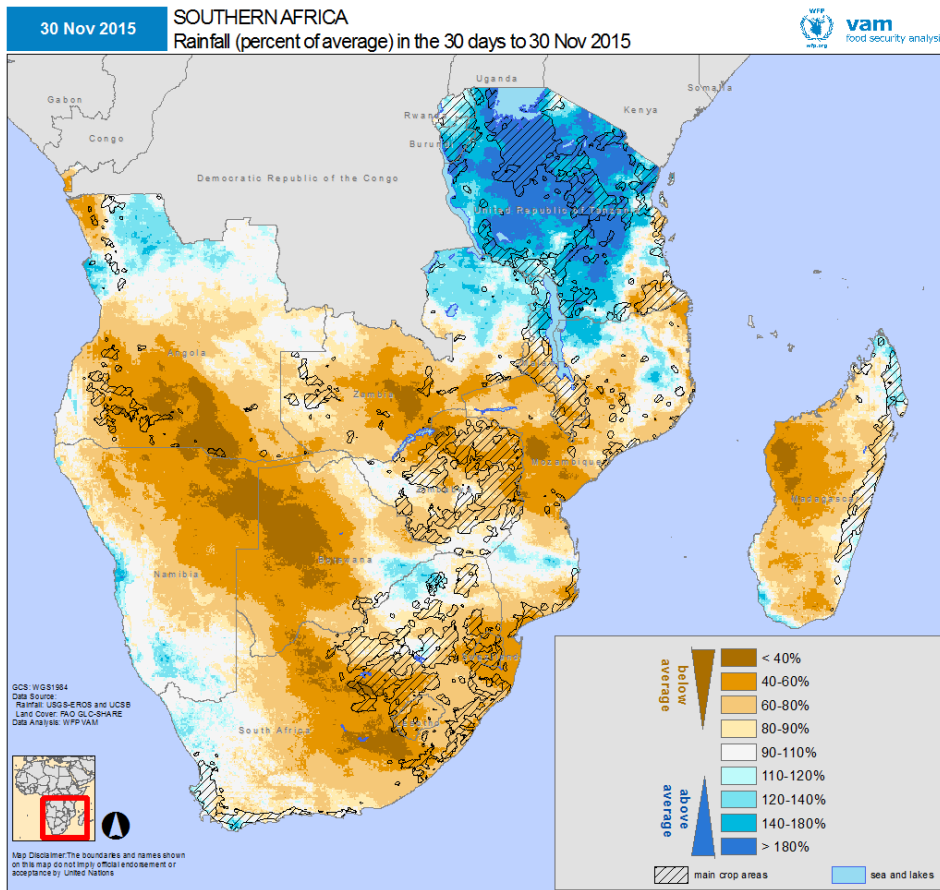 30 Nov 2015
SOUTHERN AFRICA
Rainfall (percent of average) in the 30 days to 30 Nov 2015
WFP
wfp.org
vam
food security analysis
Uganda
Somalia
Gabon
Kenya
Rwanda
Congo
Burundi
Democratic Republic of the Congo
United Republic of Tanzania
Angola
Zambia
Mozambique
Zimbabwe
Madagascar
Botswana
Namibia
Lesotho
South Africa
GCS: WGS1984
Data Source:
Rainfall: USGS-EROS and UCSB
Land Cover: FAO GLC-SHARE
Data Analysis: WFP VAM
Map Disclaimer:The boundaries and names shown
on this map do not imply official endorsement or
acceptance by United Nations
below
average
above
average
< 40%
40-60%
60-80%
80-90%
90-110%
110-120%
120-140%
140-180%
> 180%
main crop areas
sea and lakes